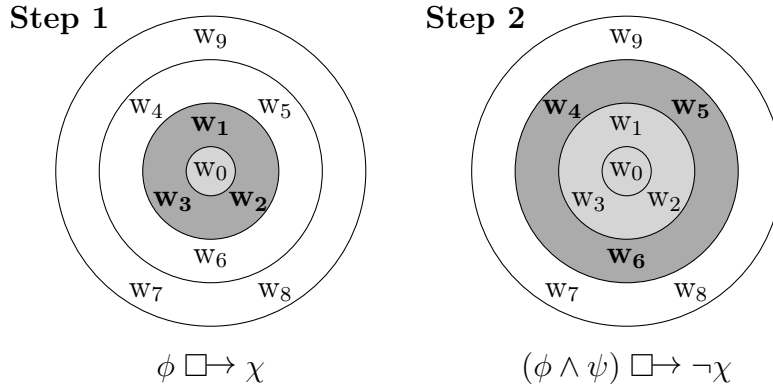 Step 1
w₉
w₄ w₅
w₁
w₀
w₃ w₂
w₆
w₇ w₈
ϕ □→ χ
Step 2
w₉
w₄ w₅
w₁
w₀
w₃ w₂
w₆
w₇ w₈
(ϕ ∧ ψ) □→ ¬χ